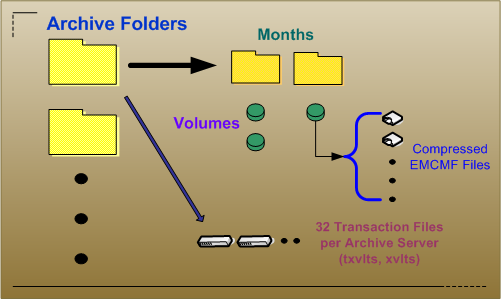 Archive Folders
Months
Volumes
Compressed
EMCMF Files
32 Transaction Files
per Archive Server
(txvlts, xvlts)